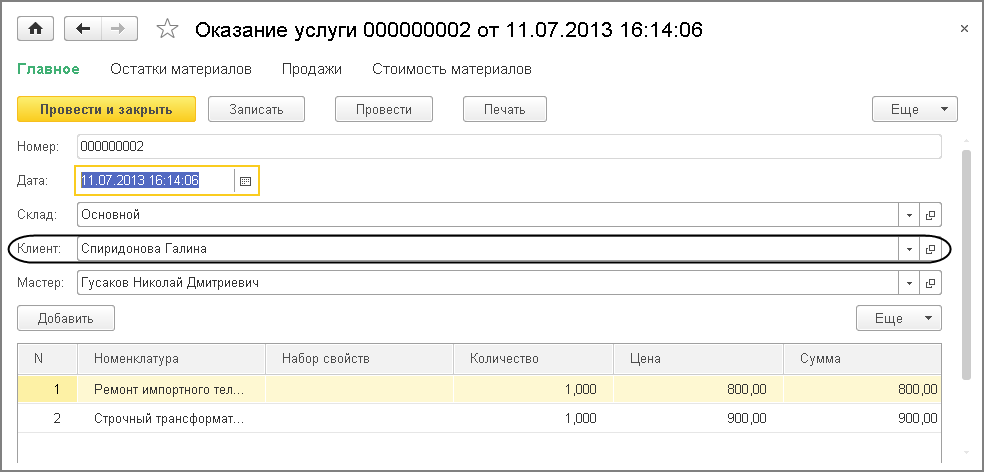 Оказание услуги 000000002 от 11.07.2013 16:14:06
Главное Остатки материалов Продажи Стоимость материалов
Провести и закрыть Записать Провести Печать Еще
Номер: 000000002
Дата: 11.07.2013 16:14:06
Склад: Основной
Клиент: Спиридонова Галина
Мастер: Гусаков Николай Дмитриевич
Добавить Еще
N Номенклатура Набор свойств Количество Цена Сумма
1 Ремонт импортного тел... 1,000 800,00 800,00
2 Строчный трансформат... 1,000 900,00 900,00